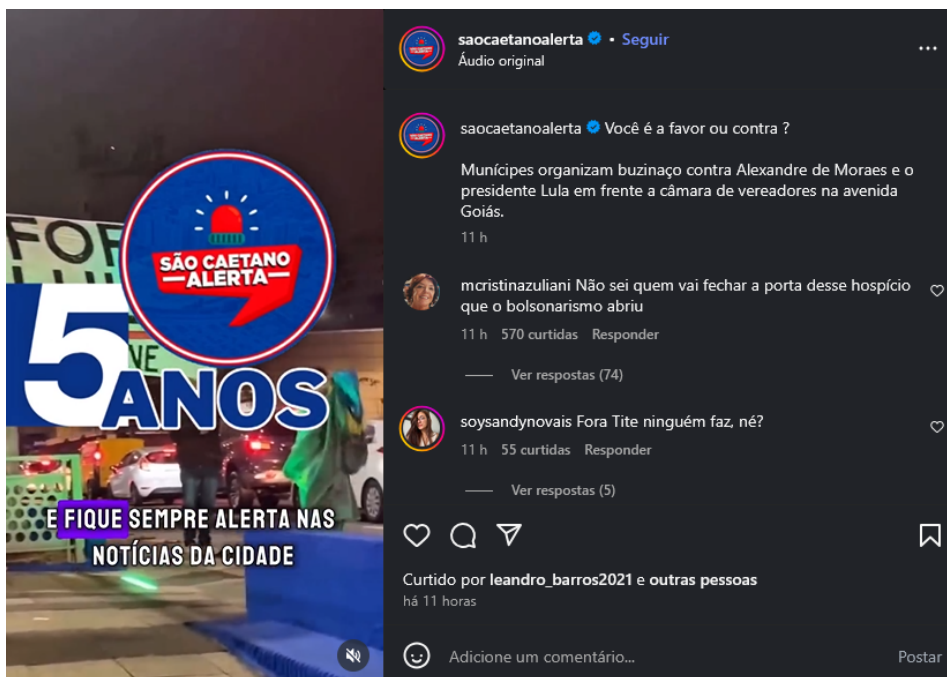 saocaetanoalerta • Seguir
Áudio original
saocaetanoalerta Você é a favor ou contra ?
Munícipes organizam buzinaço contra Alexandre de Moraes e o
presidente Lula em frente a câmara de vereadores na avenida
Goiás.
11 h
mcristinazuliani Não sei quem vai fechar a porta desse hospício
que o bolsonarismo abriu
11 h 570 curtidas Responder
Ver respostas (74)
soysandynovais Fora Tite ninguém faz, né?
11 h 55 curtidas Responder
Ver respostas (5)
Curtido por leandro_barros2021 e outras pessoas
há 11 horas
Adicione um comentário... Postar
SÃO CAETANO
ALERTA
5 ANOS
E FIQUE SEMPRE ALERTA NAS
NOTÍCIAS DA CIDADE